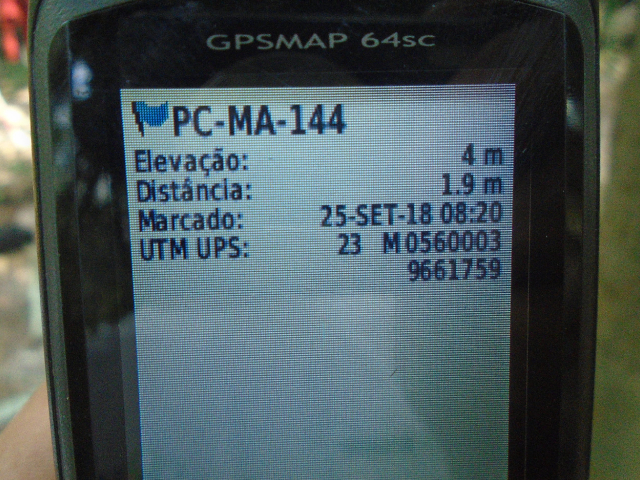 GPSMAP 64sc
PC-MA-144
Elevação: 4 m
Distância: 1.9 m
Marcado: 25-SET-18 08:20
UTM UPS: 23 M 0560003
9661759